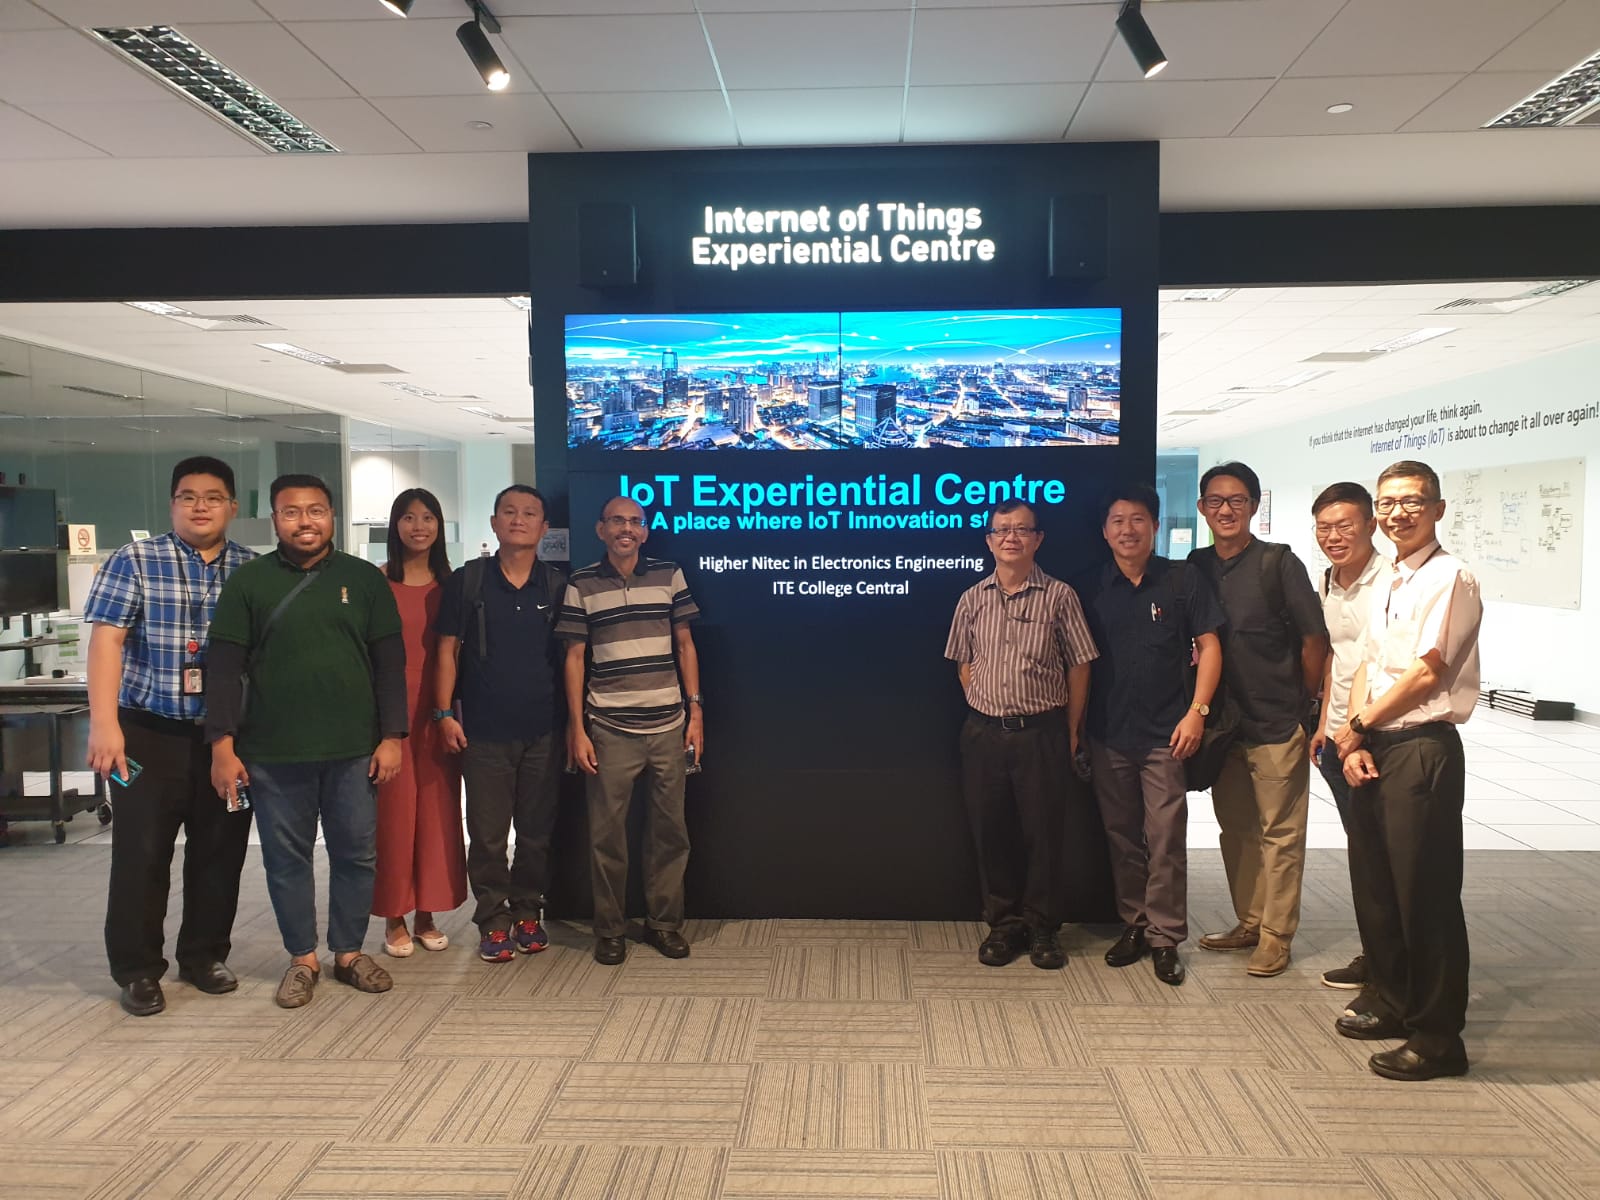 Internet of Things
Experiential Centre
IoT Experiential Centre
A place where IoT Innovation st
Higher Nitec in Electronics Engineering
ITE College Central
If you think that the internet has changed your life, think again.
Internet of Things (IoT) is about to change it all over again!